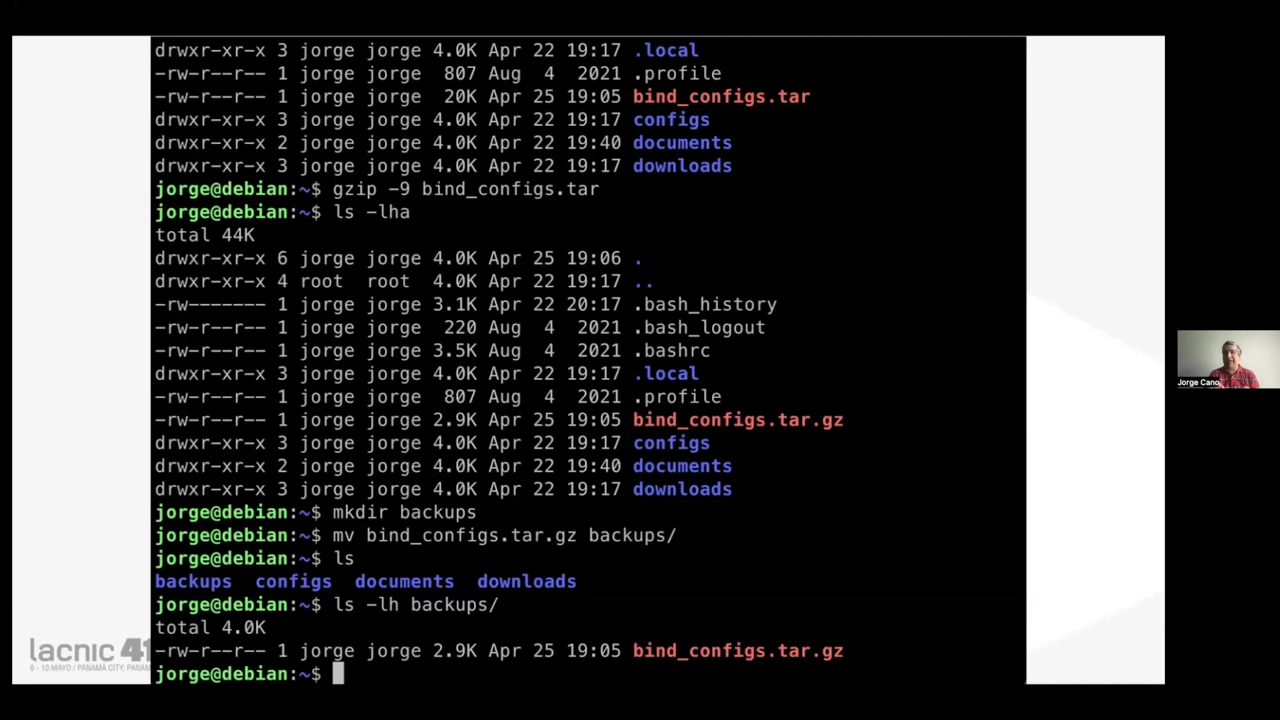 drwxr-xr-x 3 jorge jorge 4.0K Apr 22 19:17 .local
-rw-r--r-- 1 jorge jorge  807 Aug  4  2021 .profile
-rw-r--r-- 1 jorge jorge  20K Apr 25 19:05 bind_configs.tar
drwxr-xr-x 3 jorge jorge 4.0K Apr 22 19:17 configs
drwxr-xr-x 2 jorge jorge 4.0K Apr 22 19:40 documents
drwxr-xr-x 3 jorge jorge 4.0K Apr 22 19:17 downloads
jorge@debian:~$ gzip -9 bind_configs.tar
jorge@debian:~$ ls -lha
total 44K
drwxr-xr-x 6 jorge jorge 4.0K Apr 25 19:06 .
drwxr-xr-x 4 root  root  4.0K Apr 22 19:17 ..
-rw------- 1 jorge jorge 3.1K Apr 22 20:17 .bash_history
-rw-r--r-- 1 jorge jorge  220 Aug  4  2021 .bash_logout
-rw-r--r-- 1 jorge jorge 3.5K Aug  4  2021 .bashrc
drwxr-xr-x 3 jorge jorge 4.0K Apr 22 19:17 .local
-rw-r--r-- 1 jorge jorge  807 Aug  4  2021 .profile
-rw-r--r-- 1 jorge jorge 2.9K Apr 25 19:05 bind_configs.tar.gz
drwxr-xr-x 3 jorge jorge 4.0K Apr 22 19:17 configs
drwxr-xr-x 2 jorge jorge 4.0K Apr 22 19:40 documents
drwxr-xr-x 3 jorge jorge 4.0K Apr 22 19:17 downloads
jorge@debian:~$ mkdir backups
jorge@debian:~$ mv bind_configs.tar.gz backups/
jorge@debian:~$ ls
backups  configs  documents  downloads
jorge@debian:~$ ls -lh backups/
total 4.0K
-rw-r--r-- 1 jorge jorge 2.9K Apr 25 19:05 bind_configs.tar.gz
jorge@debian:~$
lacnic 41
6 - 10 MAYO / PANAMÁ CITY, PANAM
Jorge Cano